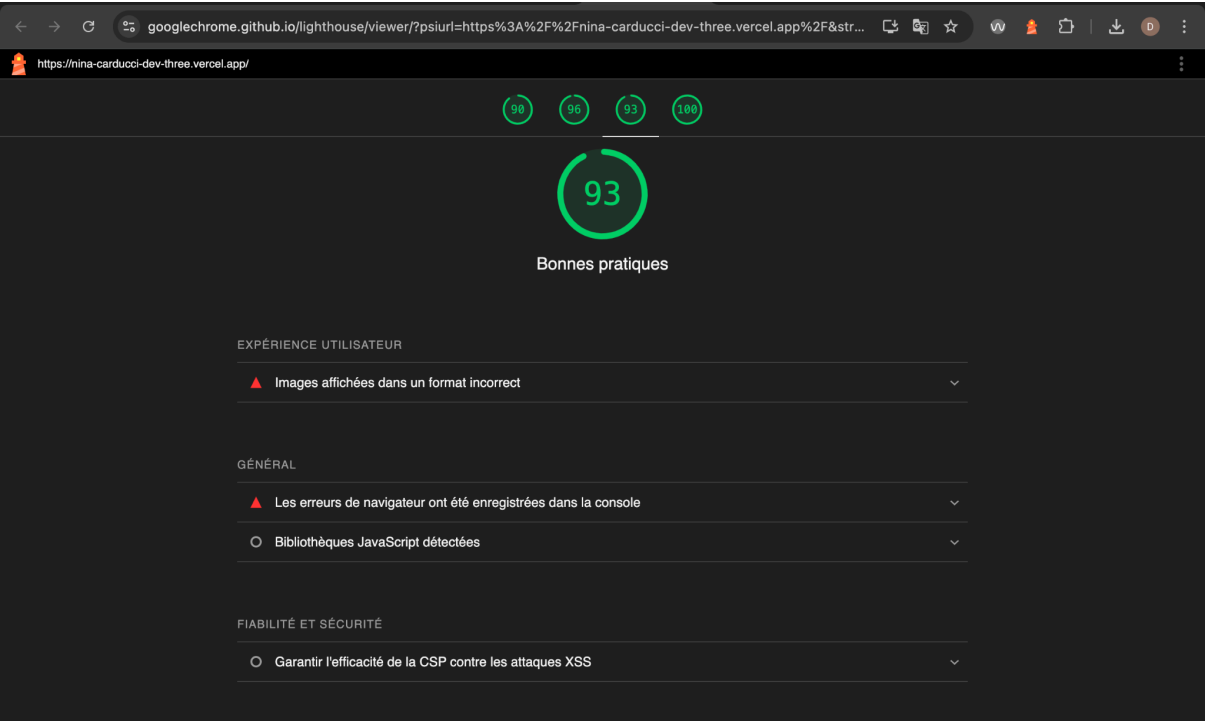 googlechrome.github.io/lighthouse/viewer/?psiurl=https%3A%2F%2Fnina-carducci-dev-three.vercel.app%2F&str...
D
https://nina-carducci-dev-three.vercel.app/
90 96 93 100
93
Bonnes pratiques
EXPÉRIENCE UTILISATEUR
Images affichées dans un format incorrect
GÉNÉRAL
Les erreurs de navigateur ont été enregistrées dans la console
Bibliothèques JavaScript détectées
FIABILITÉ ET SÉCURITÉ
Garantir l'efficacité de la CSP contre les attaques XSS